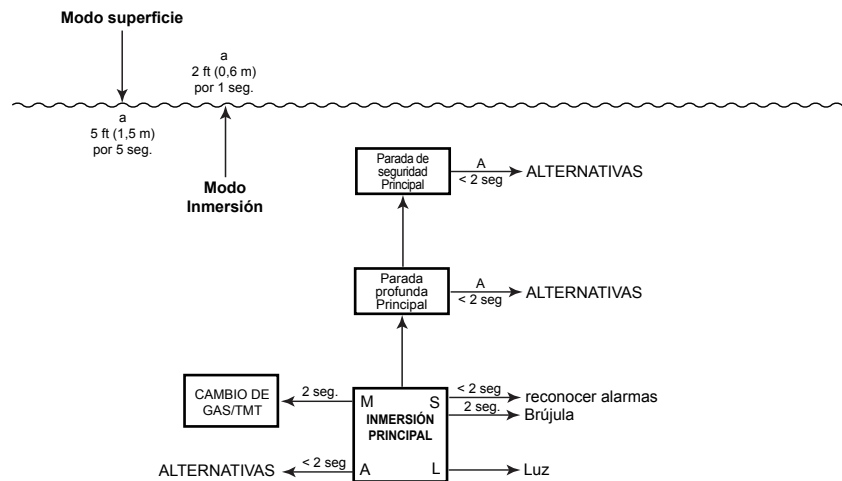 Modo superficie
a
2 ft (0,6 m)
por 1 seg.
a
5 ft (1,5 m)
por 5 seg.
Modo
Inmersión
Parada de
seguridad
Principal
A
< 2 seg
ALTERNATIVAS
Parada
profunda
Principal
A
< 2 seg
ALTERNATIVAS
CAMBIO DE
GAS/TMT
2 seg.
M
S
INMERSIÓN
PRINCIPAL
A
L
< 2 seg
reconocer alarmas
2 seg.
Brújula
ALTERNATIVAS
< 2 seg
Luz